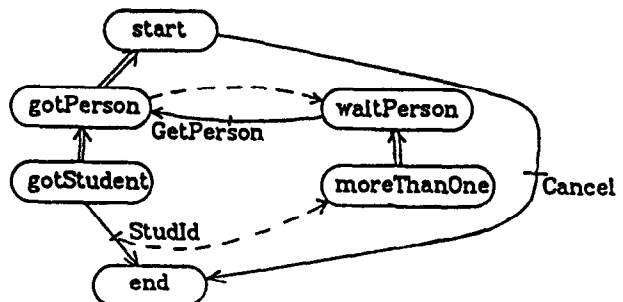 start
gotPerson
waitPerson
GetPerson
gotStudent
moreThanOne
Cancel
StudId
end